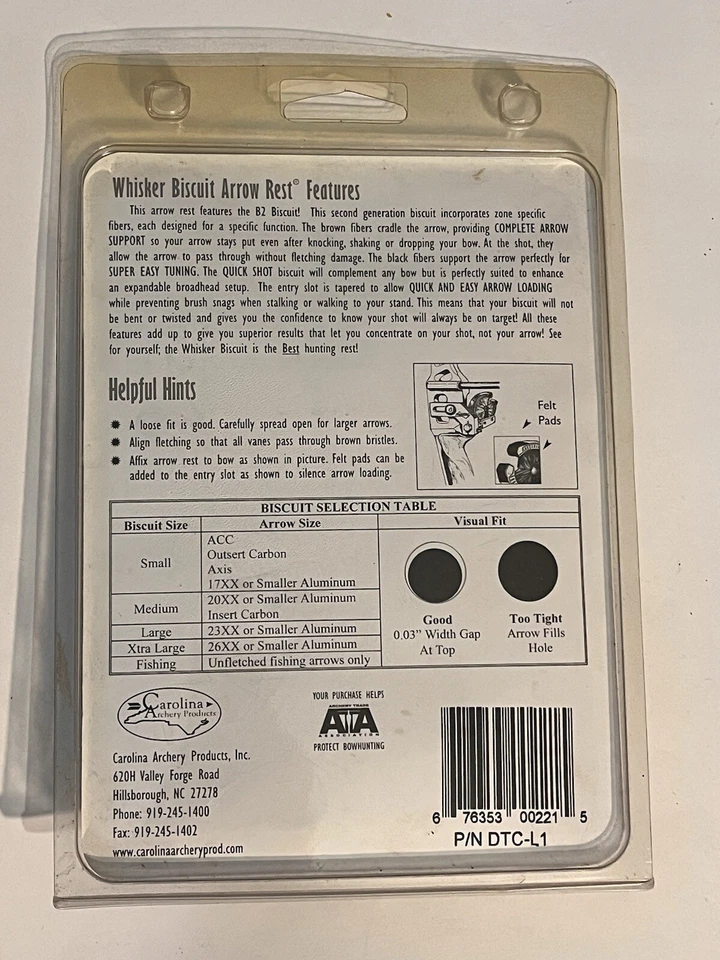 Whisker Biscuit Arrow Rest® Features
This arrow rest features the B2 Biscuit! This second generation biscuit incorporates zone specific
fibers, each designed for a specific function. The brown fibers cradle the arrow, providing COMPLETE ARROW
SUPPORT so your arrow stays put even after knocking, shaking or dropping your bow. At the shot, they
allow the arrow to pass through without fletching damage. The black fibers support the arrow perfectly for
SUPER EASY TUNING. The QUICK SHOT biscuit will complement any bow but is perfectly suited to enhance
an expandable broadhead setup. The entry slot is tapered to allow QUICK AND EASY ARROW LOADING
while preventing brush snags when stalking or walking to your stand. This means that your biscuit will not
be bent or twisted and gives you the confidence to know your shot will always be on target! All these
features add up to give you superior results that let you concentrate on your shot, not your arrow! See
for yourself; the Whisker Biscuit is the Best hunting rest!
Helpful Hints
A loose fit is good. Carefully spread open for larger arrows.
Align fletching so that all vanes pass through brown bristles.
Affix arrow rest to bow as shown in picture. Felt pads can be
added to the entry slot as shown to silence arrow loading.
Felt
Pads
BISCUIT SELECTION TABLE
Biscuit Size Arrow Size Visual Fit
Small
ACC
Outsert Carbon
Axis
17XX or Smaller Aluminum
Medium
20XX or Smaller Aluminum
Insert Carbon
Large 23XX or Smaller Aluminum
Xtra Large 26XX or Smaller Aluminum
Fishing Unfletched fishing arrows only
Good
0.03" Width Gap
At Top
Too Tight
Arrow Fills
Hole
Carolina
Archery Products
Carolina Archery Products, Inc.
620H Valley Forge Road
Hillsborough, NC 27278
Phone: 919-245-1400
Fax: 919-245-1402
www.carolinaarcheryprod.com
YOUR PURCHASE HELPS
ARCHERY TRADE
ATA
ASSOCIATION
PROTECT BOWHUNTING
6 76353 00221 5
P/N DTC-L1